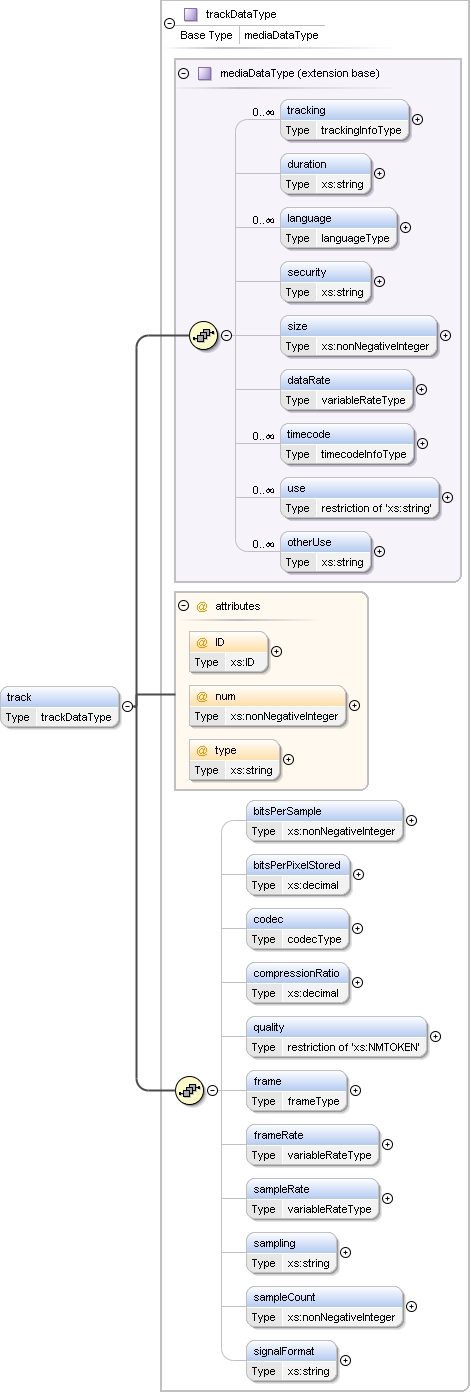 trackDataType
Base Type mediaDataType
mediaDataType (extension base)
0..∞ tracking
Type trackingInfoType
duration
Type xs:string
0..∞ language
Type languageType
security
Type xs:string
size
Type xs:nonNegativeInteger
dataRate
Type variableRateType
0..∞ timecode
Type timecodeInfoType
0..∞ use
Type restriction of 'xs:string'
0..∞ otherUse
Type xs:string
@ attributes
@ ID
Type xs:ID
track
Type trackDataType
@ num
Type xs:nonNegativeInteger
@ type
Type xs:string
bitsPerSample
Type xs:nonNegativeInteger
bitsPerPixelStored
Type xs:decimal
codec
Type codecType
compressionRatio
Type xs:decimal
quality
Type restriction of 'xs:NMTOKEN'
frame
Type frameType
frameRate
Type variableRateType
sampleRate
Type variableRateType
sampling
Type xs:string
sampleCount
Type xs:nonNegativeInteger
signalFormat
Type xs:string